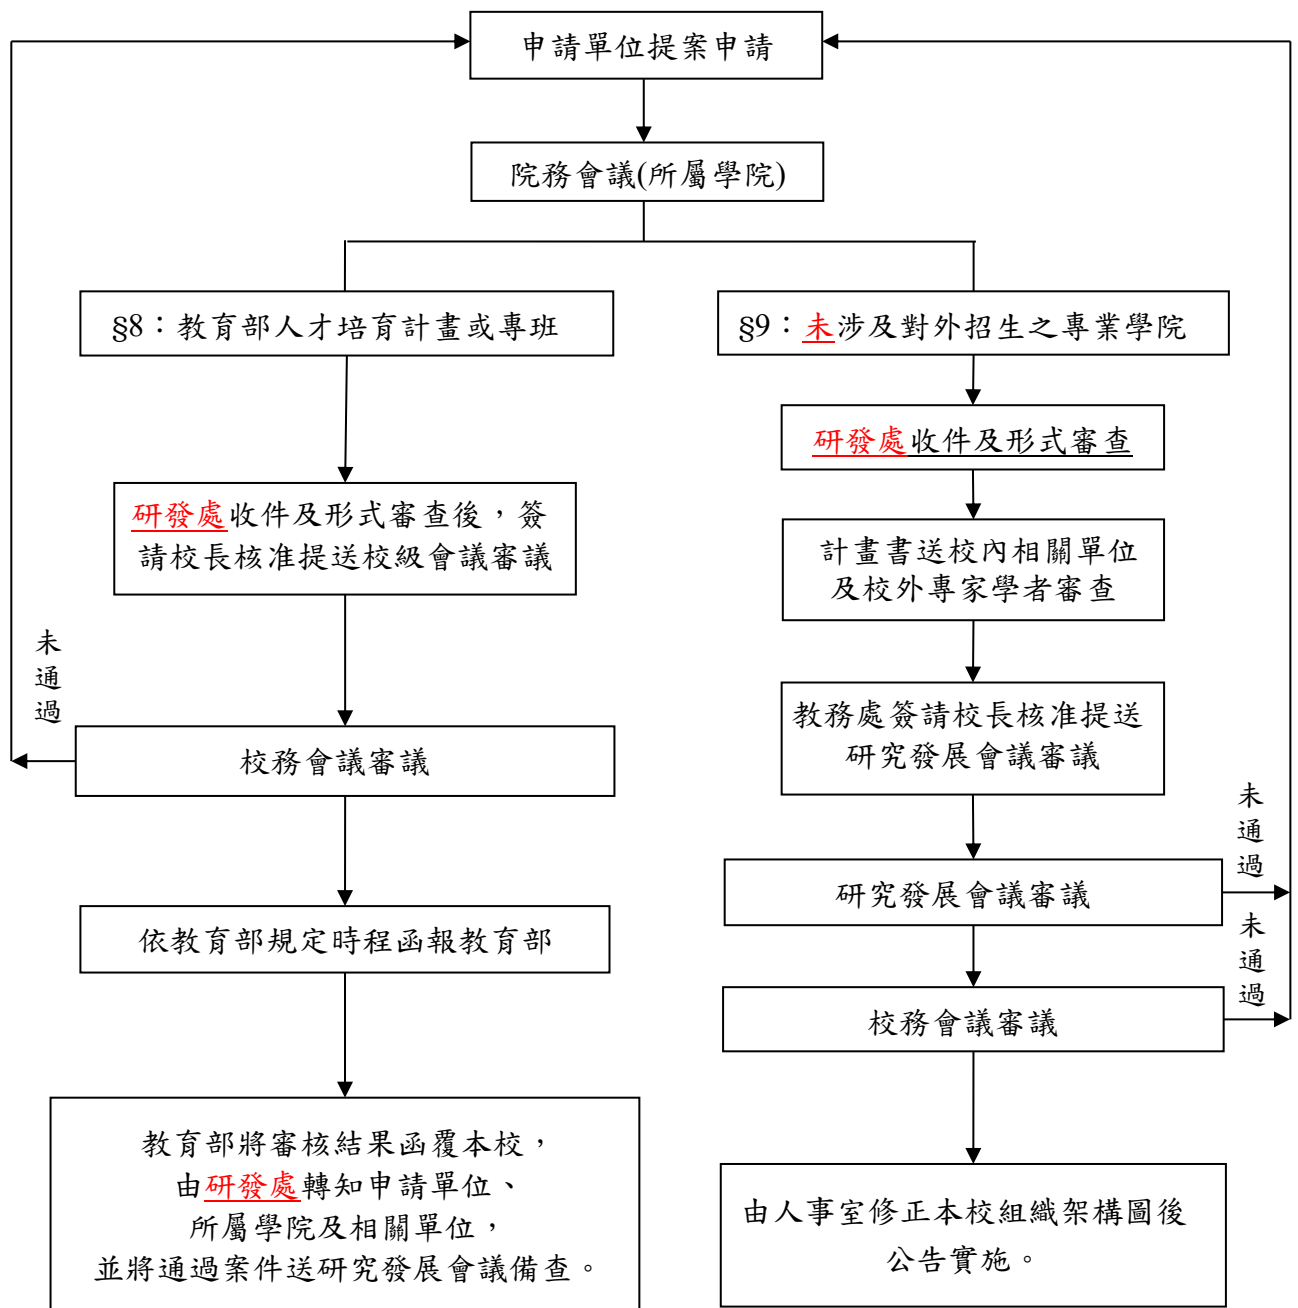 申請單位提案申請
院務會議(所屬學院)
§8：教育部人才培育計畫或專班
研發處收件及形式審查後，簽
請校長核准提送校級會議審議
未
通
過
校務會議審議
依教育部規定時程函報教育部
教育部將審核結果函覆本校，
由研發處轉知申請單位、
所屬學院及相關單位，
並將通過案件送研究發展會議備查。
§9：未涉及對外招生之專業學院
研發處收件及形式審查
計畫書送校內相關單位
及校外專家學者審查
教務處簽請校長核准提送
研究發展會議審議
未
通
過
研究發展會議審議
未
通
過
校務會議審議
由人事室修正本校組織架構圖後
公告實施。